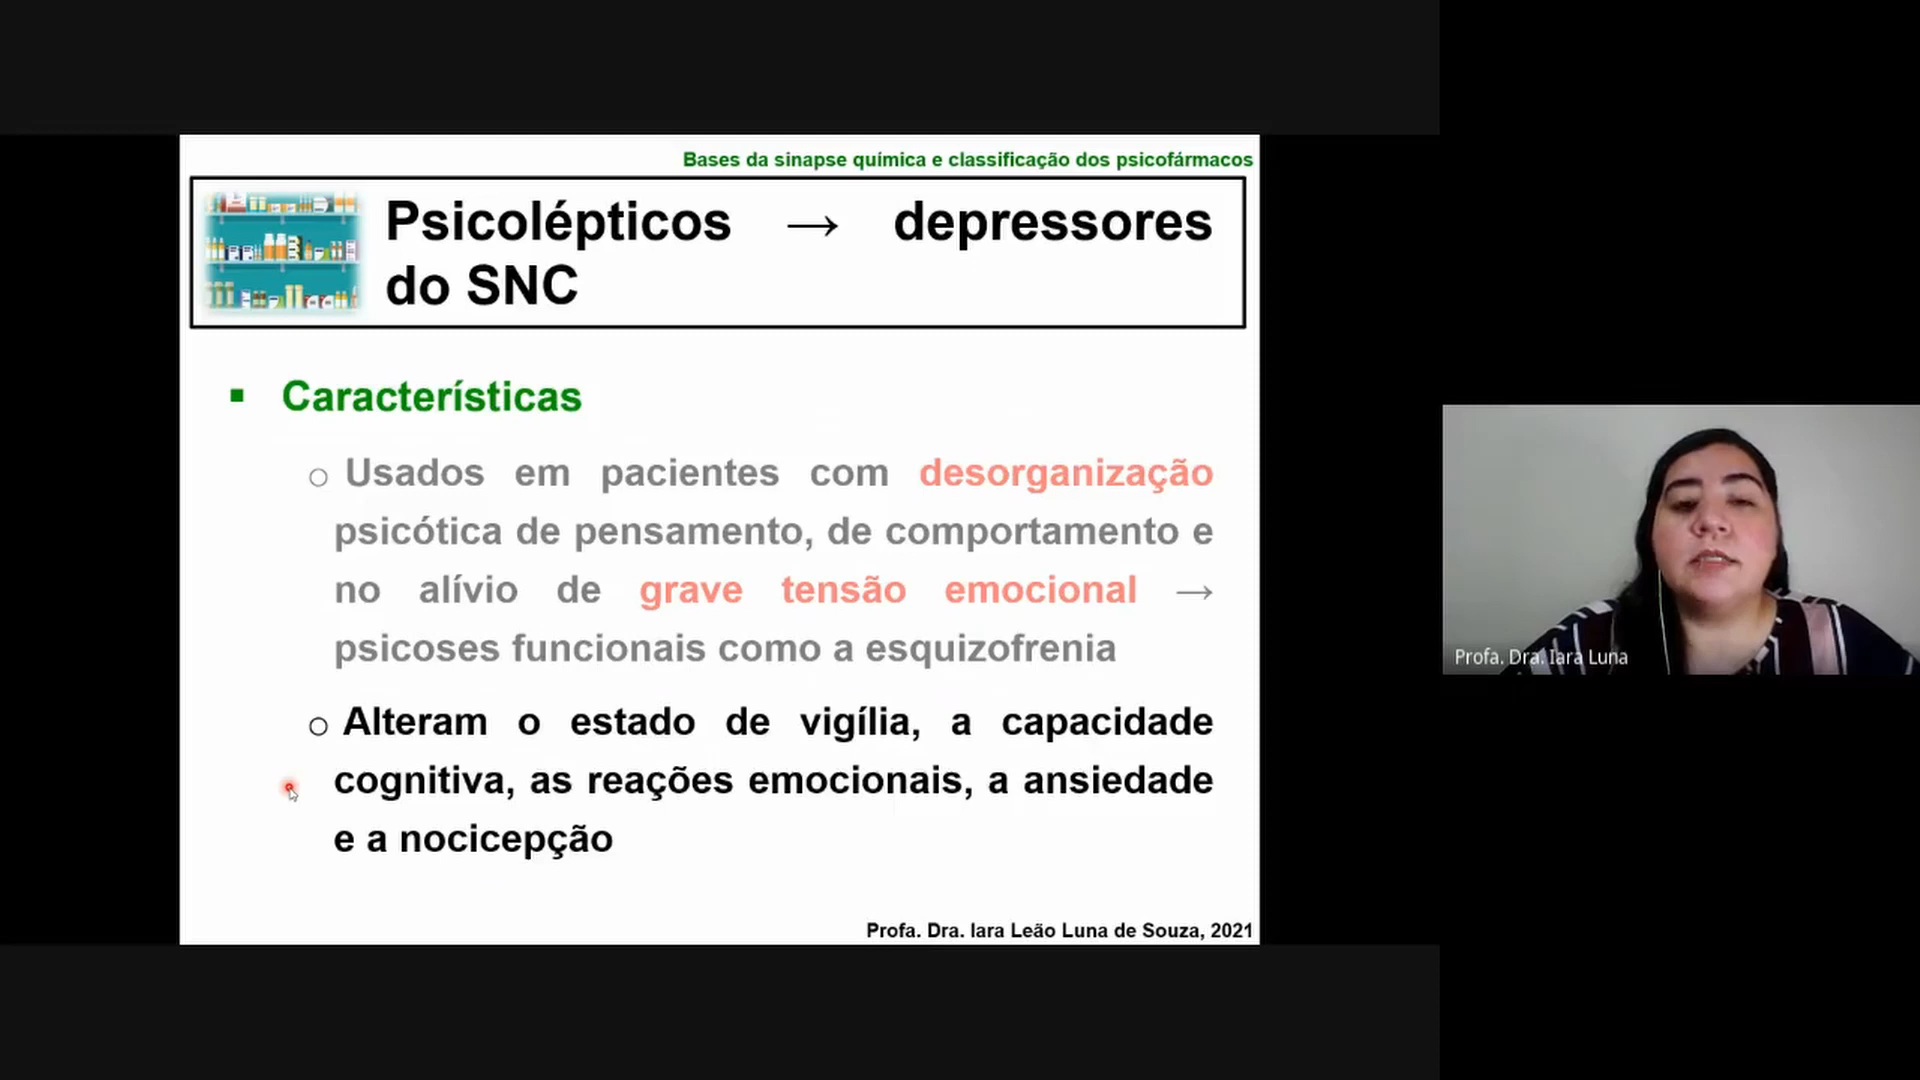 Bases da sinapse química e classificação dos psicofármacos
Psicolépticos → depressores
do SNC
▪ Características
o Usados em pacientes com desorganização
psicótica de pensamento, de comportamento e
no alívio de grave tensão emocional →
psicoses funcionais como a esquizofrenia
o Alteram o estado de vigília, a capacidade
cognitiva, as reações emocionais, a ansiedade
e a nocicepção
Profa. Dra. Iara Leão Luna de Souza, 2021
Profa. Dra. Iara Luna